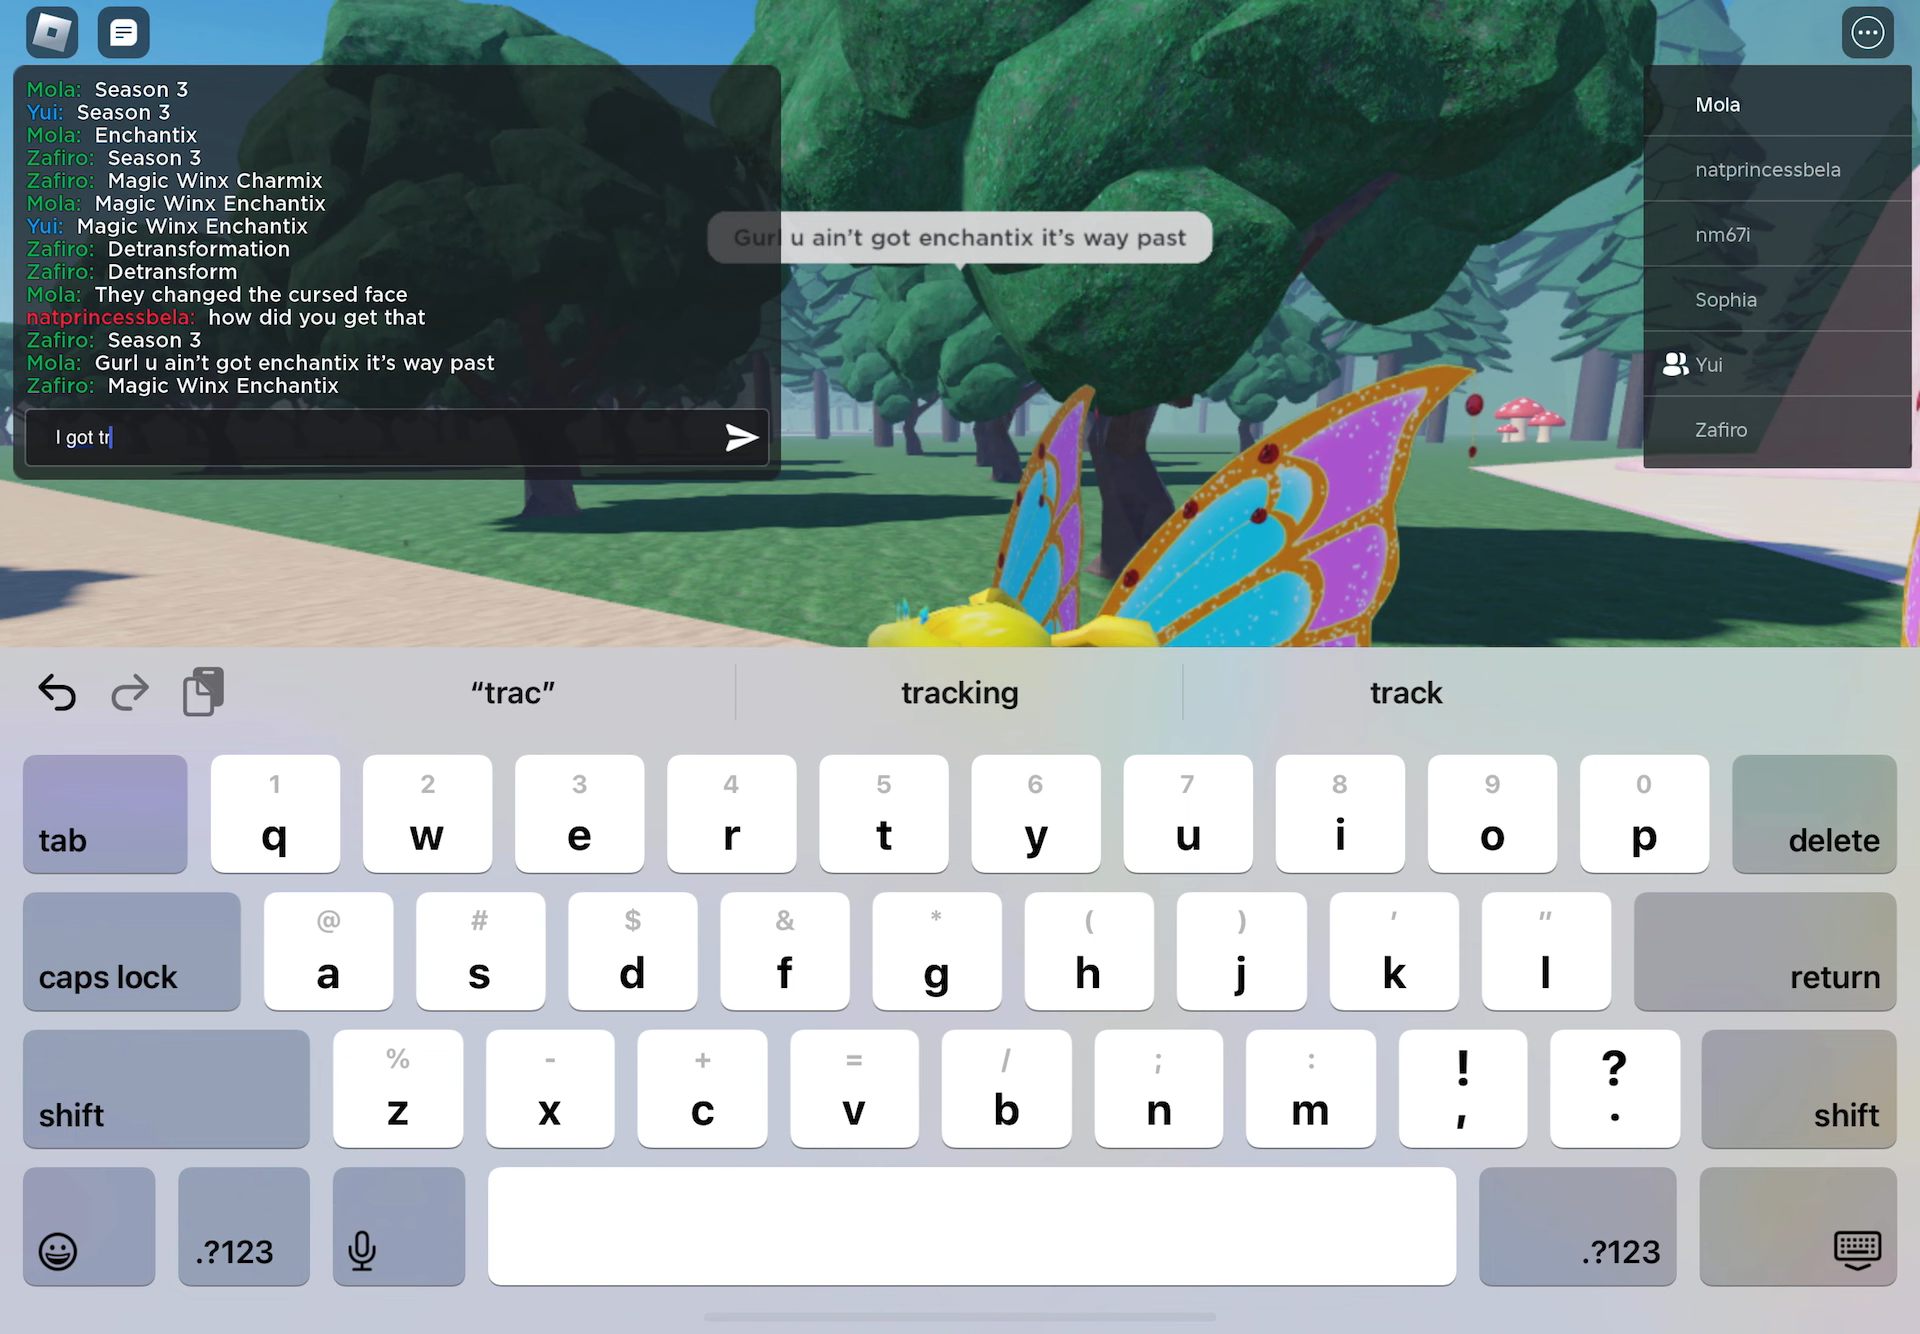 Mola: Season 3
Yui: Season 3
Mola: Enchantix
Zafiro: Season 3
Zafiro: Magic Winx Charmix
Mola: Magic Winx Enchantix
Yui: Magic Winx Enchantix
Zafiro: Detransformation
Zafiro: Detransform
Mola: They changed the cursed face
natprincessbela: how did you get that
Zafiro: Season 3
Mola: Gurl u ain’t got enchantix it’s way past
Zafiro: Magic Winx Enchantix
I got tr
Gurl u ain’t got enchantix it’s way past
Mola
natprincessbela
nm67i
Sophia
Yui
Zafiro
“trac” tracking track
1 2 3 4 5 6 7 8 9 0
tab q w e r t y u i o p delete
@ # $ & * ( ) ' "
caps lock a s d f g h j k l return
% - + = / ; : ! ?
shift z x c v b n m , . shift
.?123 .?123